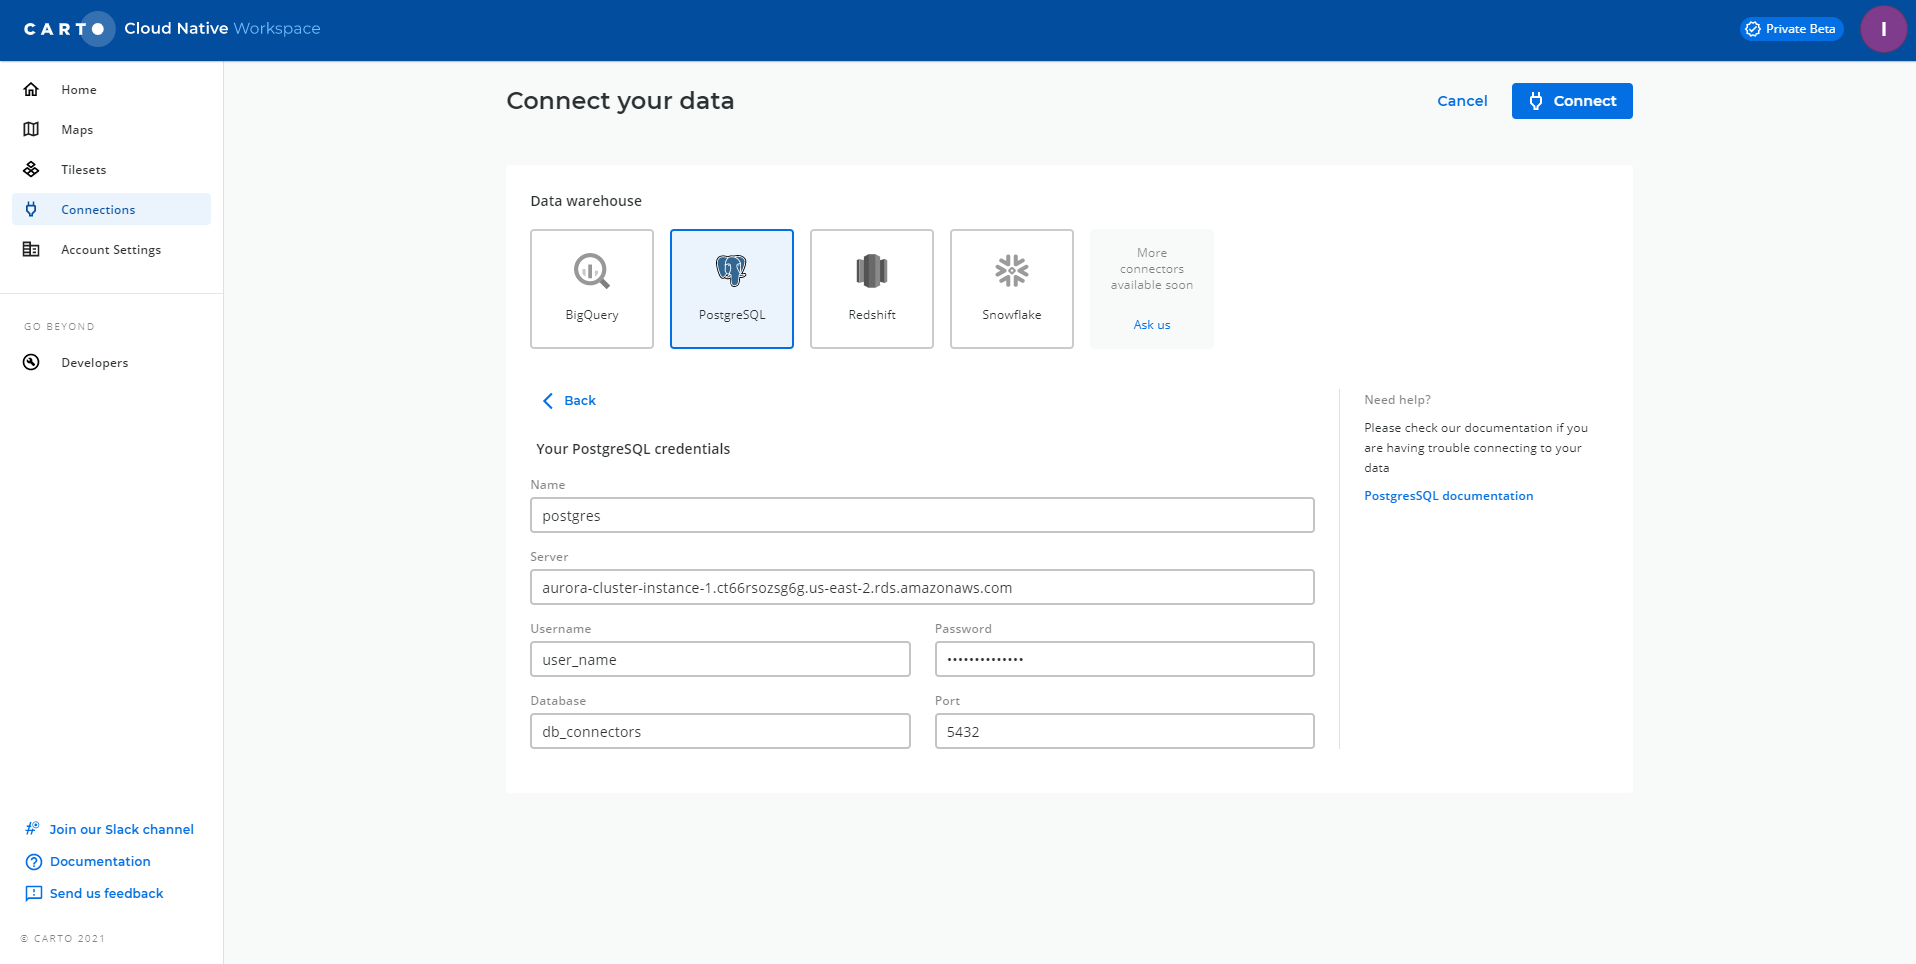 CARTO Cloud Native Workspace
Private Beta
I
Home
Maps
Tilesets
Connections
Account Settings
GO BEYOND
Developers
Join our Slack channel
Documentation
Send us feedback
© CARTO 2021
Connect your data
Cancel
Connect
Data warehouse
BigQuery
PostgreSQL
Redshift
Snowflake
More
connectors
available soon
Ask us
Back
Your PostgreSQL credentials
Name
postgres
Server
aurora-cluster-instance-1.ct66rsozsg6g.us-east-2.rds.amazonaws.com
Username
Password
user_name
••••••••••••••
Database
Port
db_connectors
5432
Need help?
Please check our documentation if you
are having trouble connecting to your
data
PostgresSQL documentation